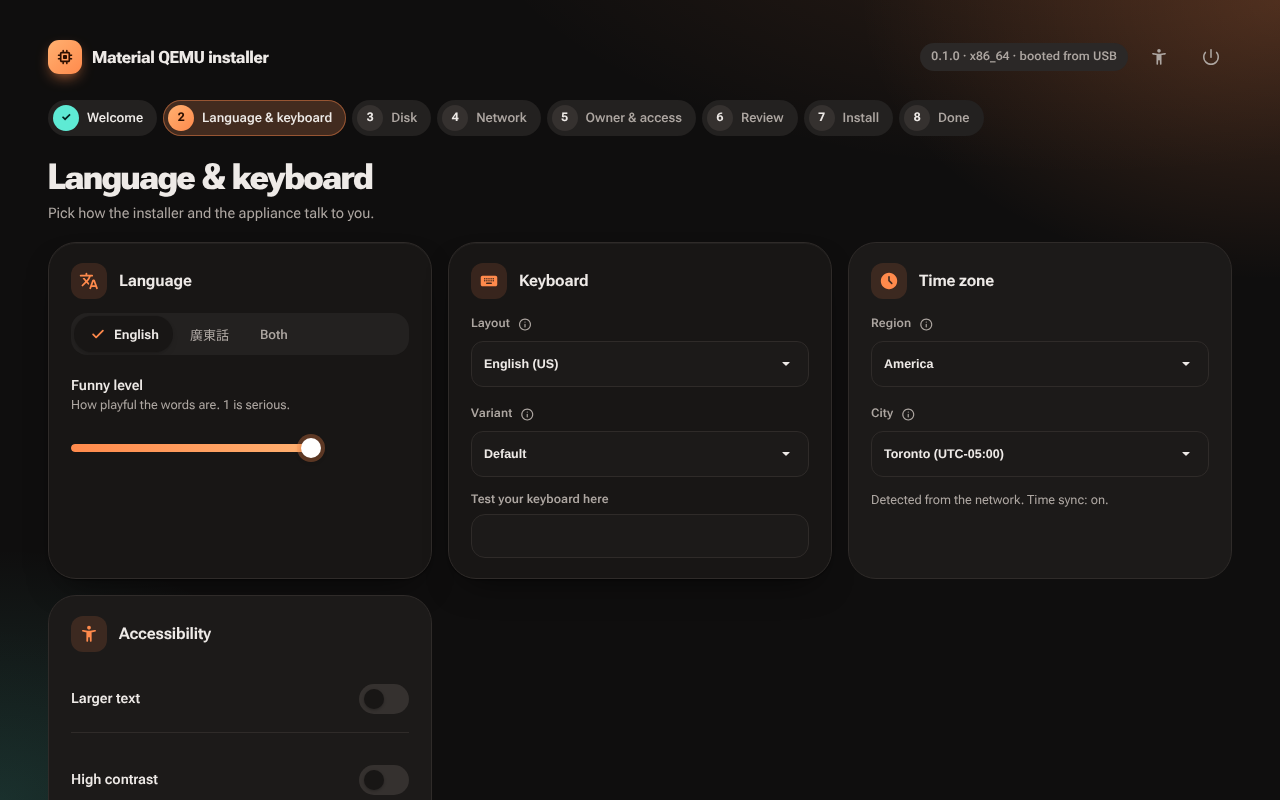 Material QEMU installer
0.1.0 · x86_64 · booted from USB
Welcome
2 Language & keyboard
3 Disk
4 Network
5 Owner & access
6 Review
7 Install
8 Done
Language & keyboard
Pick how the installer and the appliance talk to you.
Language
English
廣東話
Both
Funny level
How playful the words are. 1 is serious.
Keyboard
Layout
English (US)
Variant
Default
Test your keyboard here
Time zone
Region
America
City
Toronto (UTC-05:00)
Detected from the network. Time sync: on.
Accessibility
Larger text
High contrast